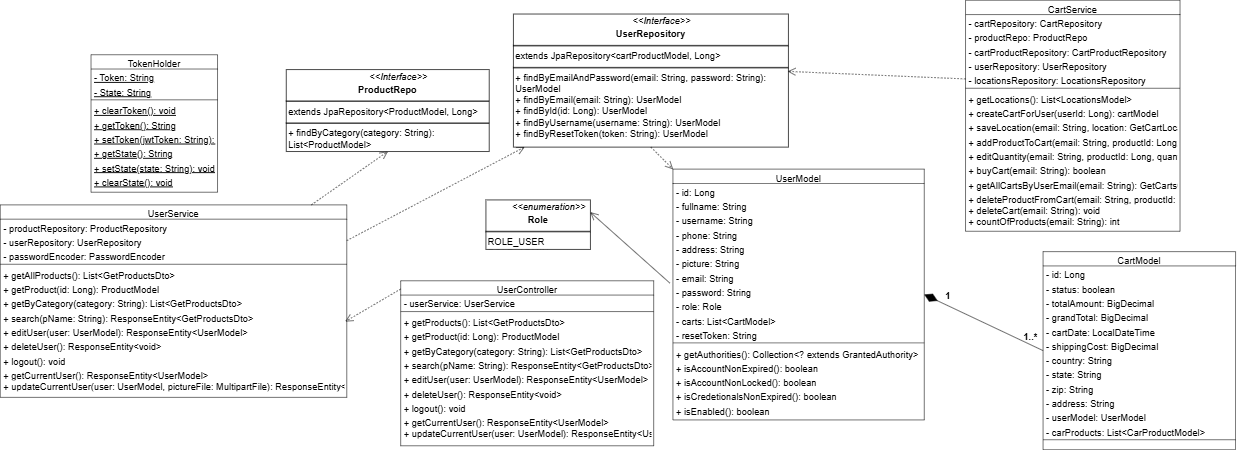 TokenHolder
- Token: String
- State: String
+ clearToken(): void
+ getToken(): String
+ setToken(jwtToken: String):
+ getState(): String
+ setState(state: String): void
+ clearState(): void
<<Interface>>
ProductRepo
extends JpaRepository<ProductModel, Long>
+ findByCategory(category: String):
List<ProductModel>
<<Interface>>
UserRepository
extends JpaRepository<cartProductModel, Long>
+ findByEmailAndPassword(email: String, password: String):
UserModel
+ findByEmail(email: String): UserModel
+ findById(id: Long): UserModel
+ findByUsername(username: String): UserModel
+ findByResetToken(token: String): UserModel
CartService
- cartRepository: CartRepository
- productRepo: ProductRepo
- cartProductRepository: CartProductRepository
- userRepository: UserRepository
- locationsRepository: LocationsRepository
+ getLocations(): List<LocationsModel>
+ createCartForUser(userId: Long): cartModel
+ saveLocation(email: String, location: GetCartLoc
+ addProductToCart(email: String, productId: Long
+ editQuantity(email: String, productId: Long, quan
+ buyCart(email: String): boolean
+ getAllCartsByUserEmail(email: String): GetCarts
+ deleteProductFromCart(email: String, productId:
+ deleteCart(email: String): void
+ countOfProducts(email: String): int
UserService
- productRepository: ProductRepository
- userRepository: UserRepository
- passwordEncoder: PasswordEncoder
+ getAllProducts(): List<GetProductsDto>
+ getProduct(id: Long): ProductModel
+ getByCategory(category: String): List<GetProductsDto>
+ search(pName: String): ResponseEntity<GetProductsDto>
+ editUser(user: UserModel): ResponseEntity<UserModel>
+ deleteUser(): ResponseEntity<void>
+ logout(): void
+ getCurrentUser(): ResponseEntity<UserModel>
+ updateCurrentUser(user: UserModel, pictureFile: MultipartFile): ResponseEntity<
<<enumeration>>
Role
ROLE_USER
UserController
- userService: UserService
+ getProducts(): List<GetProductsDto>
+ getProduct(id: Long): ProductModel
+ getByCategory(category: String): List<GetProductsDto>
+ search(pName: String): ResponseEntity<GetProductsDto>
+ editUser(user: UserModel): ResponseEntity<UserModel>
+ deleteUser(): ResponseEntity<void>
+ logout(): void
+ getCurrentUser(): ResponseEntity<UserModel>
+ updateCurrentUser(user: UserModel): ResponseEntity<Us
UserModel
- id: Long
- fullname: String
- username: String
- phone: String
- address: String
- picture: String
- email: String
- password: String
- role: Role
- carts: List<CartModel>
- resetToken: String
+ getAuthorities(): Collection<? extends GrantedAuthority>
+ isAccountNonExpired(): boolean
+ isAccountNonLocked(): boolean
+ isCredetionalsNonExpired(): boolean
+ isEnabled(): boolean
1
1..*
CartModel
- id: Long
- status: boolean
- totalAmount: BigDecimal
- grandTotal: BigDecimal
- cartDate: LocalDateTime
- shippingCost: BigDecimal
- country: String
- state: String
- zip: String
- address: String
- userModel: UserModel
- carProducts: List<CarProductModel>